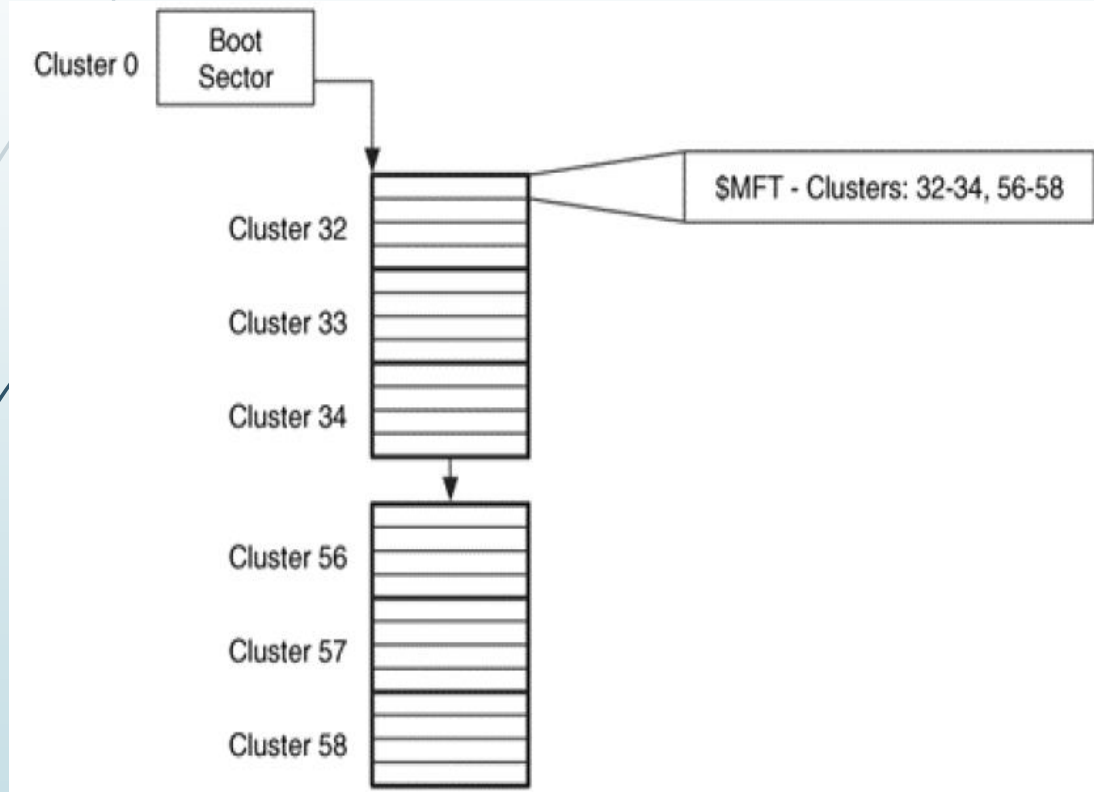 Cluster 0
Boot
Sector
$MFT - Clusters: 32-34, 56-58
Cluster 32
Cluster 33
Cluster 34
Cluster 56
Cluster 57
Cluster 58